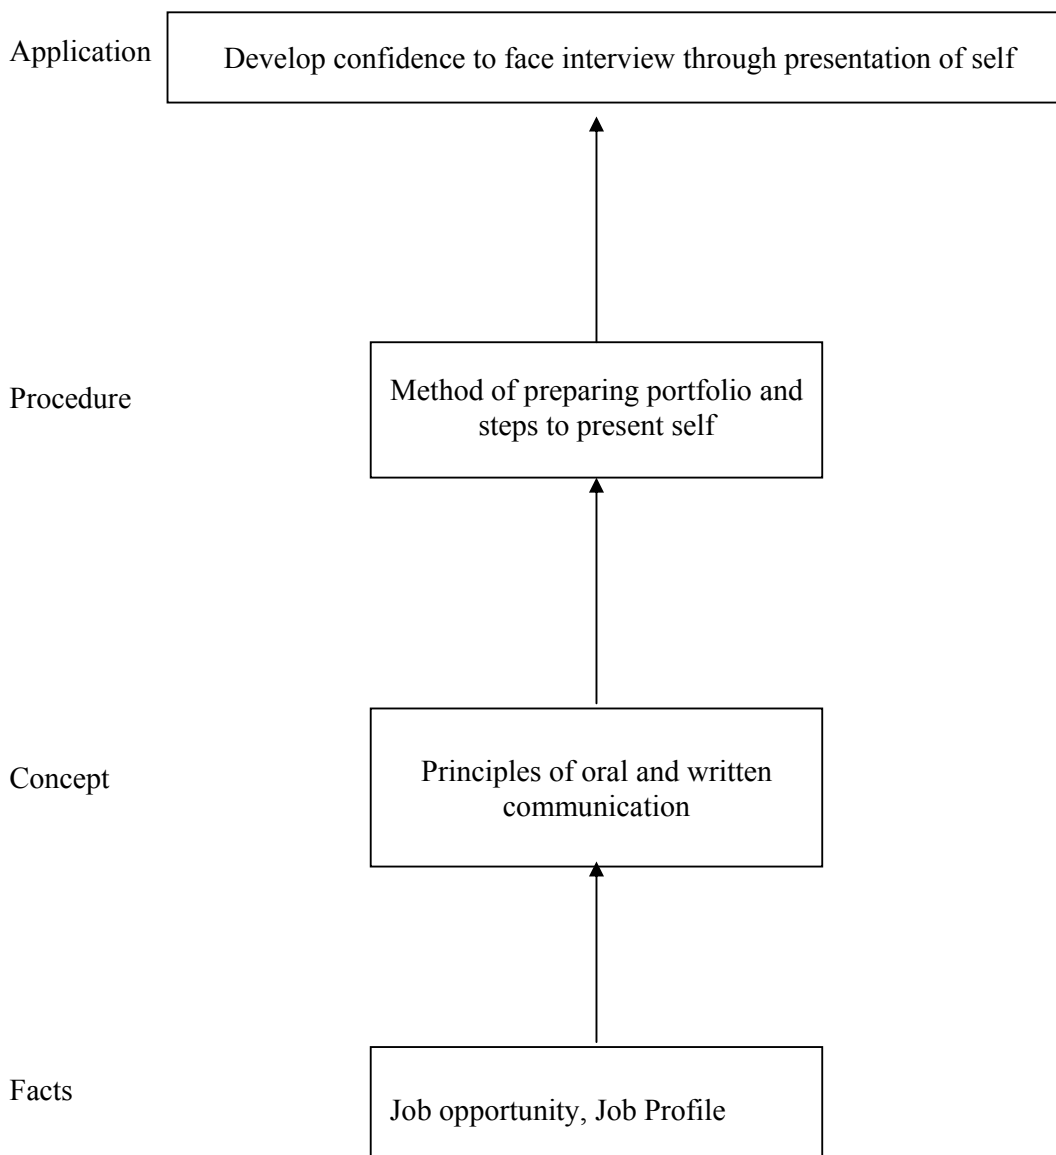 Application
Develop confidence to face interview through presentation of self
Procedure
Method of preparing portfolio and
steps to present self
Concept
Principles of oral and written
communication
Facts
Job opportunity, Job Profile